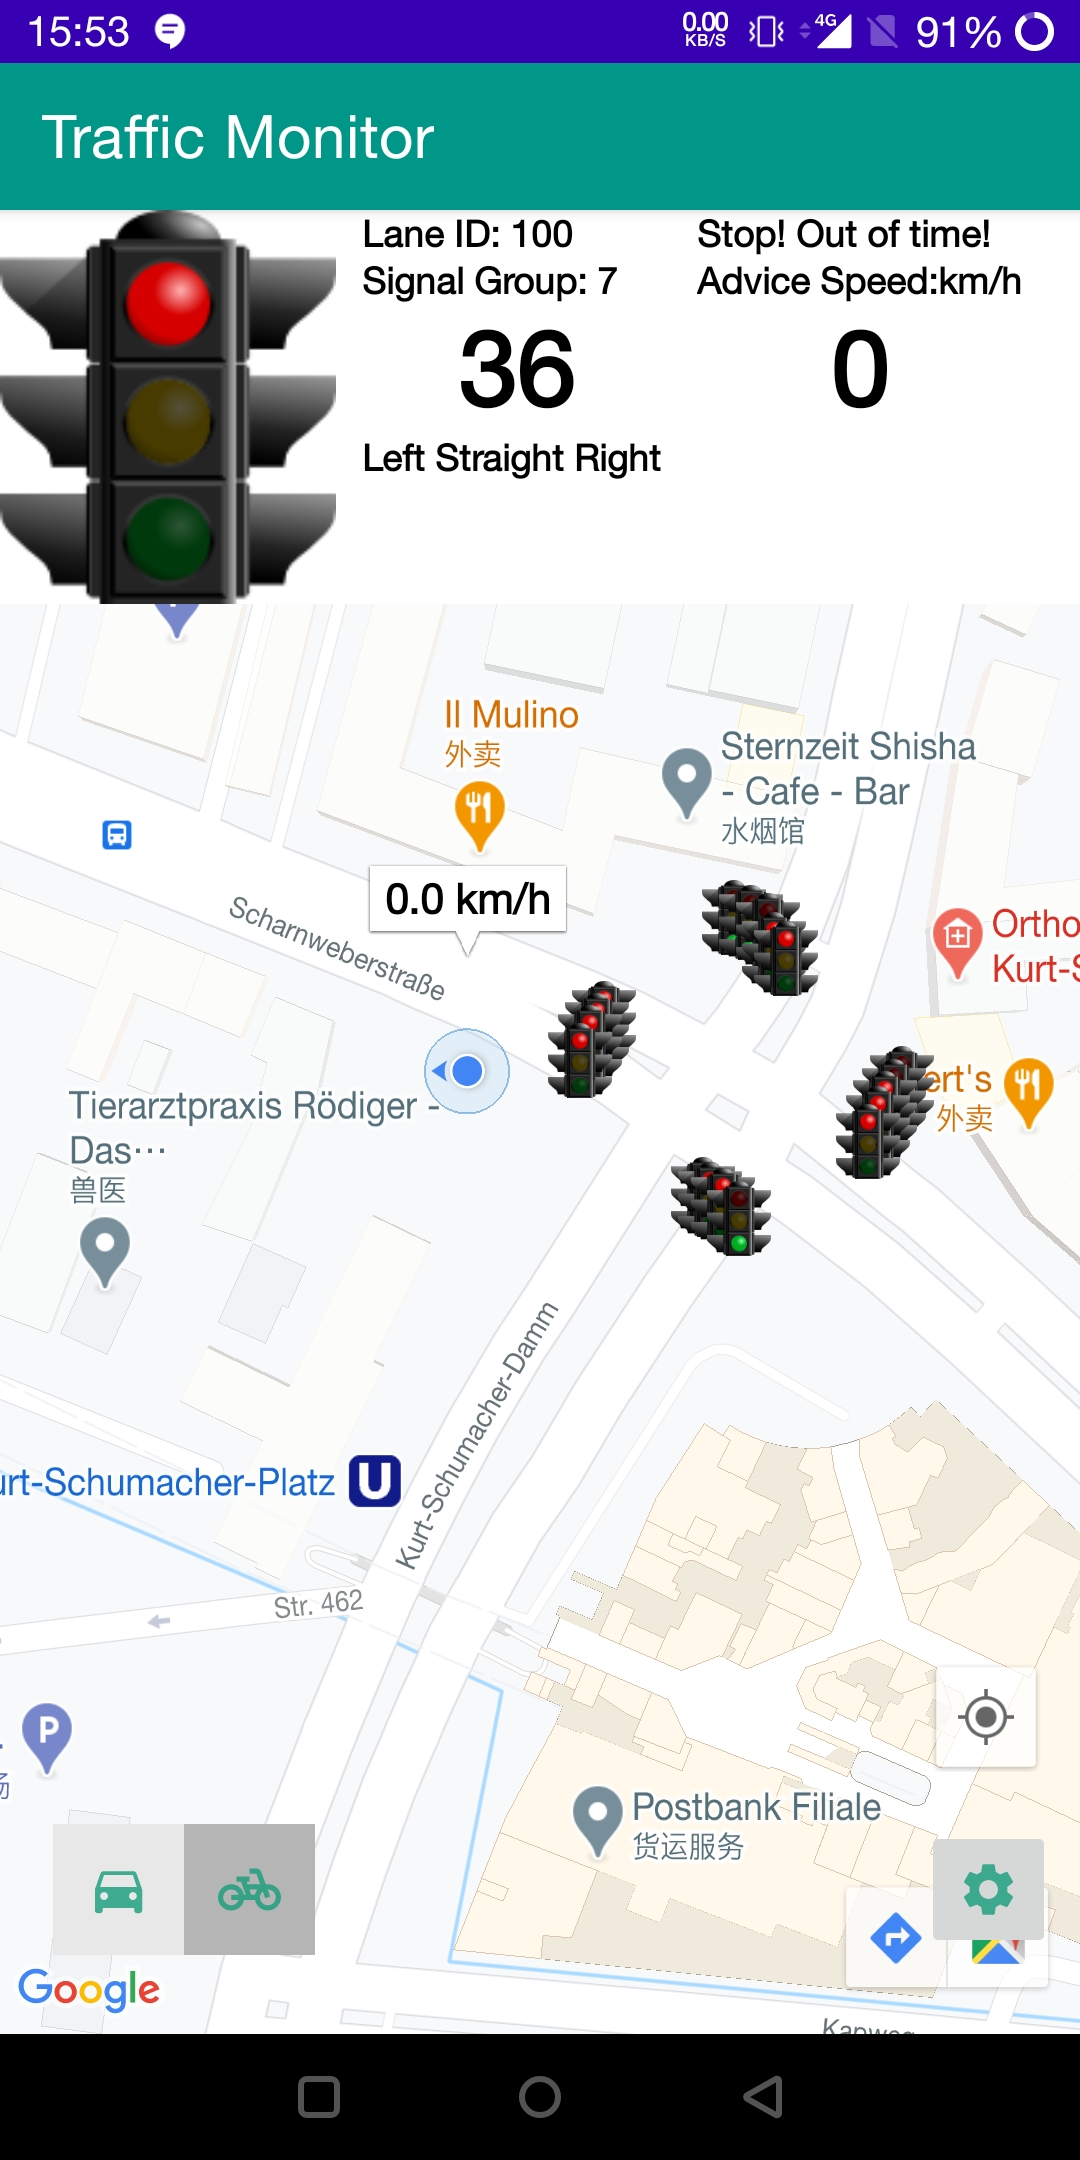 15:53
0.00
KB/S
4G
91%
Traffic Monitor
Lane ID: 100
Stop! Out of time!
Signal Group: 7
Advice Speed:km/h
36
0
Left Straight Right
Il Mulino
外卖
Sternzeit Shisha
- Cafe - Bar
水烟馆
0.0 km/h
Scharnweberstraße
Ortho
Kurt-S
ert's
外卖
Tierarztpraxis Rödiger -
Das···
兽医
Kurt-Schumacher-Damm
urt-Schumacher-Platz
U
Str. 462
P
场
Postbank Filiale
货运服务
Google